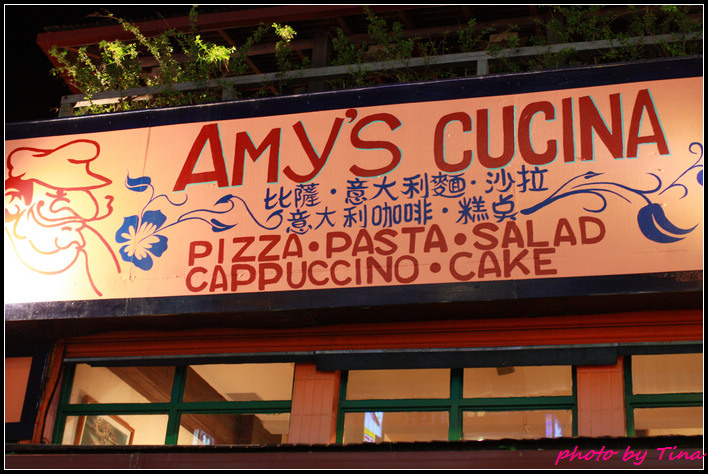 AMY'S CUCINA
比薩·意大利麵·沙拉
意大利咖啡·糕点
PIZZA·PASTA·SALAD
CAPPUCCINO·CAKE
photo by Tina